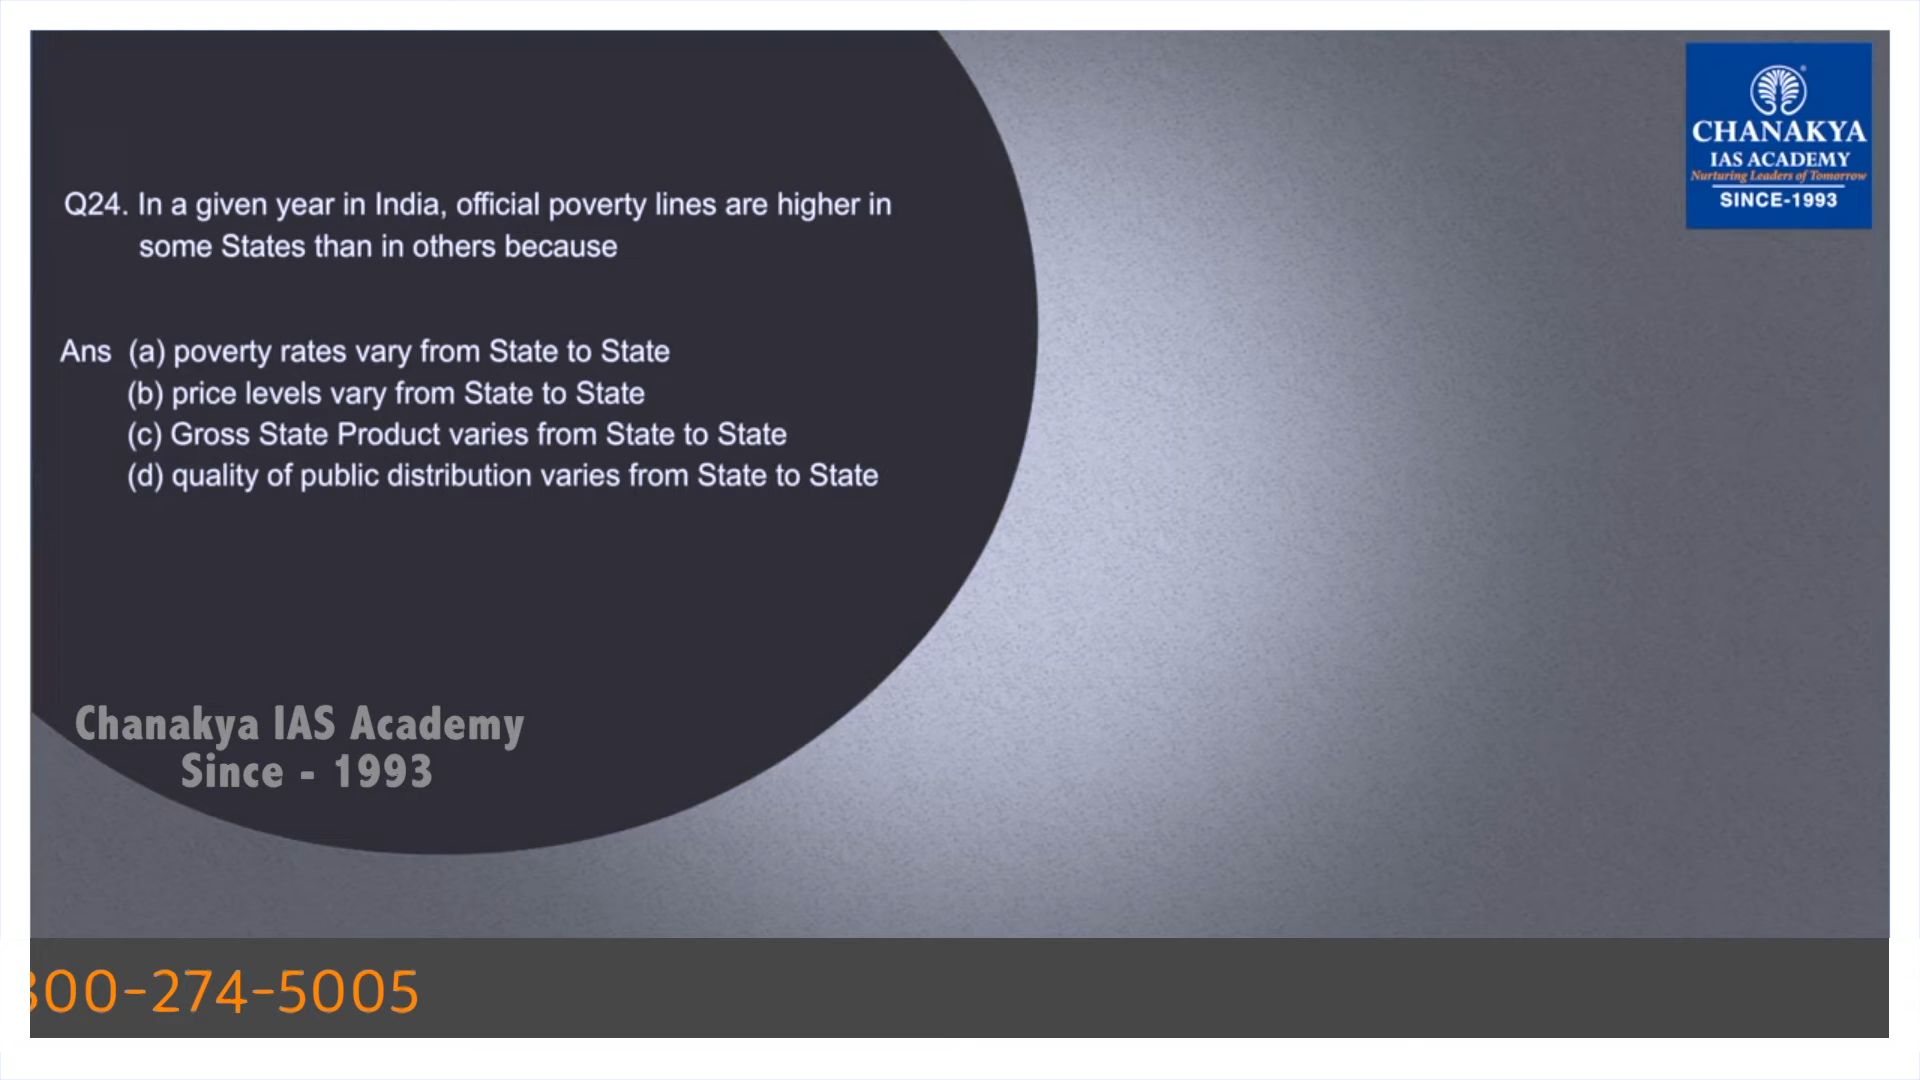 CHANAKYA
IAS ACADEMY
Nurturing Leaders of Tomorrow
SINCE-1993
Q24. In a given year in India, official poverty lines are higher in
some States than in others because
Ans (a) poverty rates vary from State to State
(b) price levels vary from State to State
(c) Gross State Product varies from State to State
(d) quality of public distribution varies from State to State
Chanakya IAS Academy
Since - 1993
800-274-5005